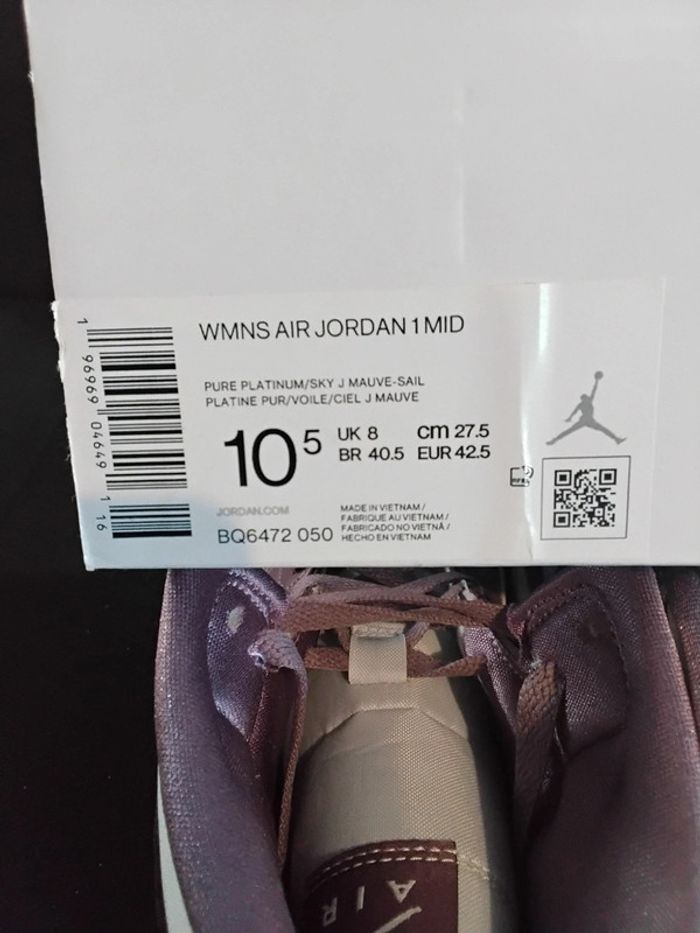 WMNS AIR JORDAN 1 MID
PURE PLATINUM/SKY J MAUVE-SAIL
PLATINE PUR/VOILE/CIEL J MAUVE
10 5
UK 8 cm 27.5
BR 40.5 EUR 42.5
JORDAN.COM
BQ6472 050
MADE IN VIETNAM /
FABRIQUE AU VIETNAM /
FABRICADO NO VIETNÃ /
HECHO EN VIETNAM
1 96969 04649 1 16
AIR